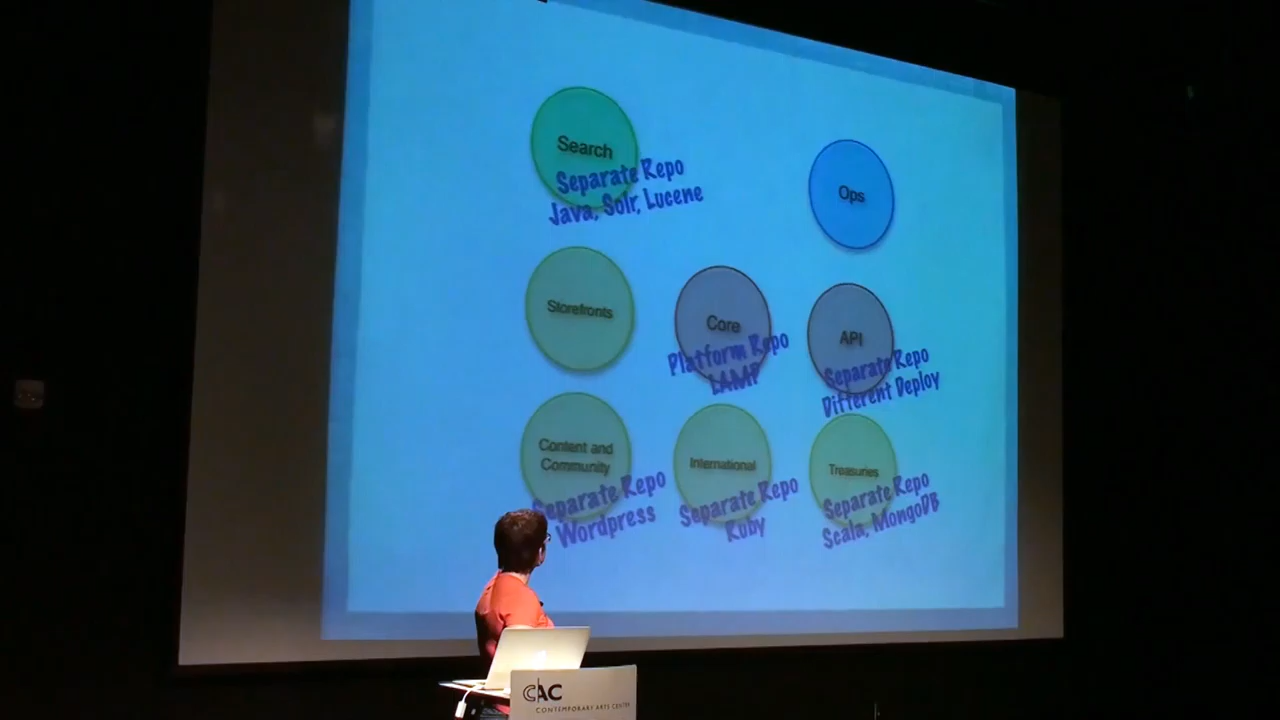 Search
Separate Repo
Java, Solr, Lucene
Ops
Storefronts
Core
Platform Repo
LAMP
API
Separate Repo
Different Deploy
Content and
Community
Separate Repo
Wordpress
International
Separate Repo
Ruby
Treasuries
Separate Repo
Scala, MongoDB
CAC
CONTEMPORARY ARTS CENTER